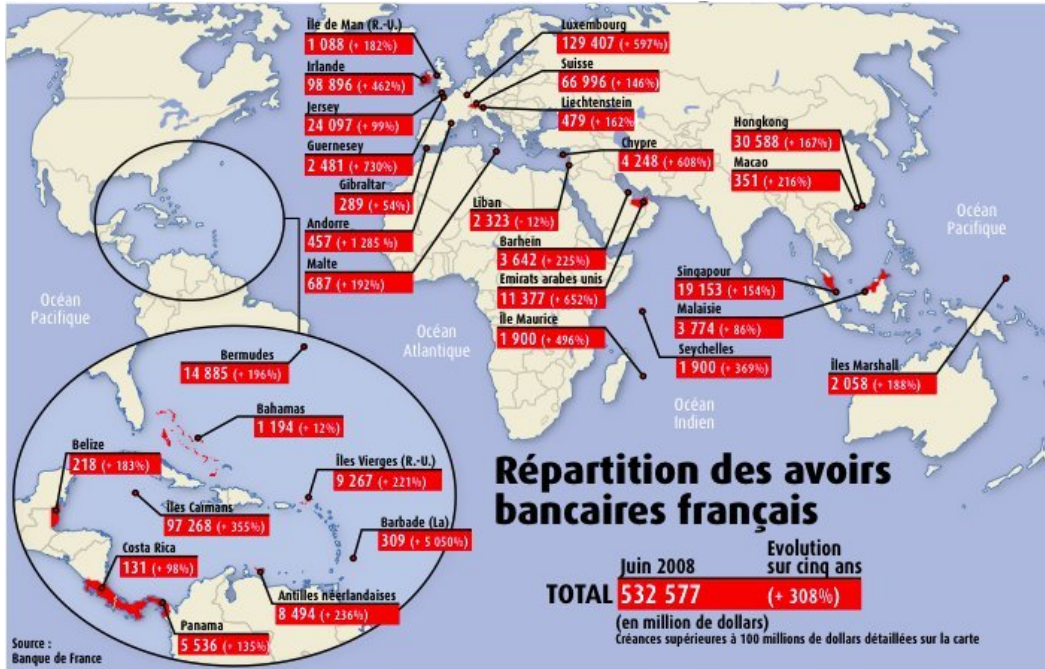 Île de Man (R.-U.)
1 088 (+ 182%)
Irlande
98 896 (+ 462%)
Jersey
24 097 (+ 99%)
Guernesey
2 481 (+ 730%)
Gibraltar
289 (+ 54%)
Andorre
457 (+ 1 285 %)
Malte
687 (+ 192%)
Luxembourg
129 407 (+ 597%)
Suisse
66 996 (+ 146%)
Liechtenstein
479 (+ 162%
Chypre
4 248 (+ 608%)
Liban
2 323 (- 12%)
Barhein
3 642 (+ 225%)
Emirats arabes unis
11 377 (+ 652%)
Île Maurice
1 900 (+ 496%)
Hongkong
30 588 (+ 167%)
Macao
351 (+ 216%)
Singapour
19 153 (+ 154%)
Malaisie
3 774 (+ 86%)
Seychelles
1 900 (+ 369%)
Îles Marshall
2 058 (+ 188%)
Océan
Pacifique
Océan
Pacifique
Océan
Atlantique
Océan
Indien
Bermudes
14 885 (+ 196%)
Bahamas
1 194 (+ 12%)
Belize
218 (+ 183%)
Îles Vierges (R.-U.)
9 267 (+ 221%)
Îles Caïmans
97 268 (+ 355%)
Barbade (La)
309 (+ 5 050%)
Costa Rica
131 (+ 98%)
Antilles néerlandaises
8 494 (+ 236%)
Panama
5 536 (+ 135%)
Source :
Banque de France
Répartition des avoirs
bancaires français
Juin 2008
Evolution
sur cinq ans
TOTAL 532 577 (+ 308%)
(en million de dollars)
Créances supérieures à 100 millions de dollars détaillées sur la carte